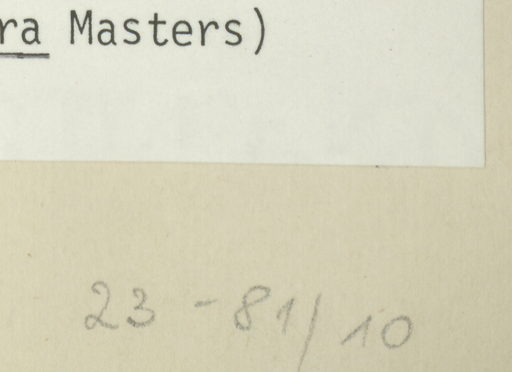 ra Masters)
23 - 81/10